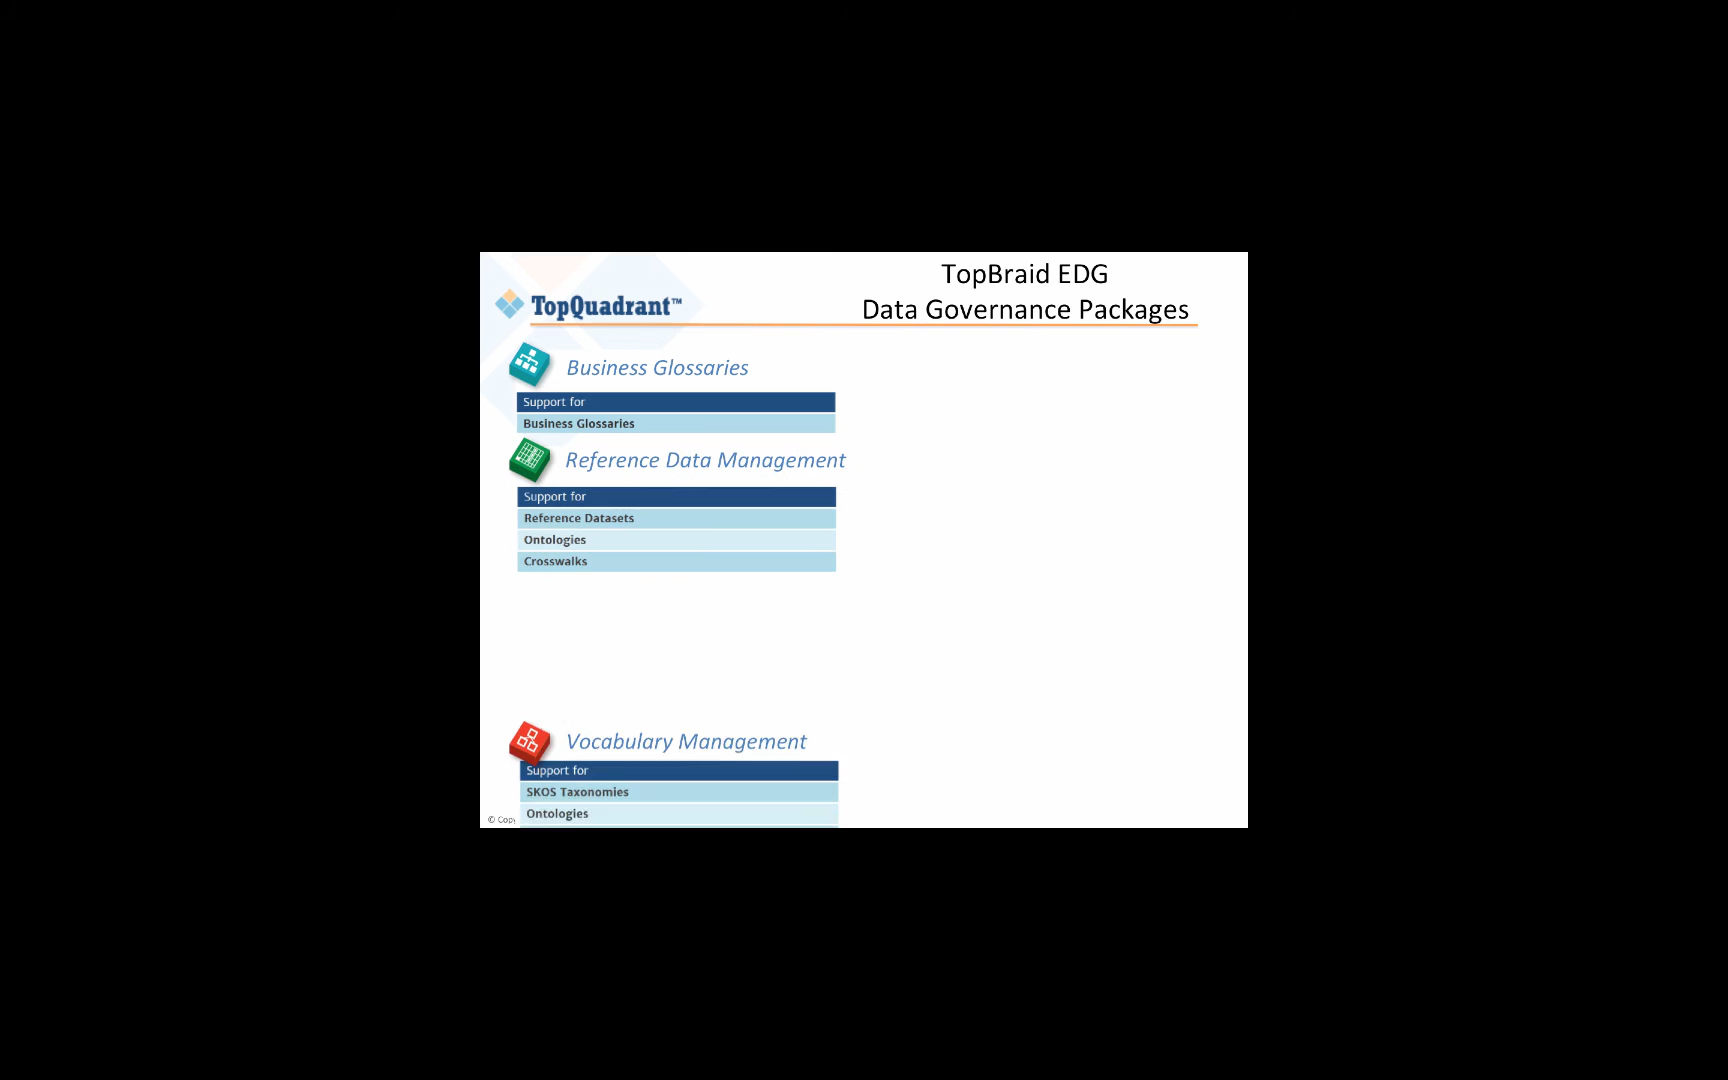 TopBraid EDG
Data Governance Packages
TopQuadrant™
Business Glossaries
Support for
Business Glossaries
Reference Data Management
Support for
Reference Datasets
Ontologies
Crosswalks
Vocabulary Management
Support for
SKOS Taxonomies
Ontologies
©